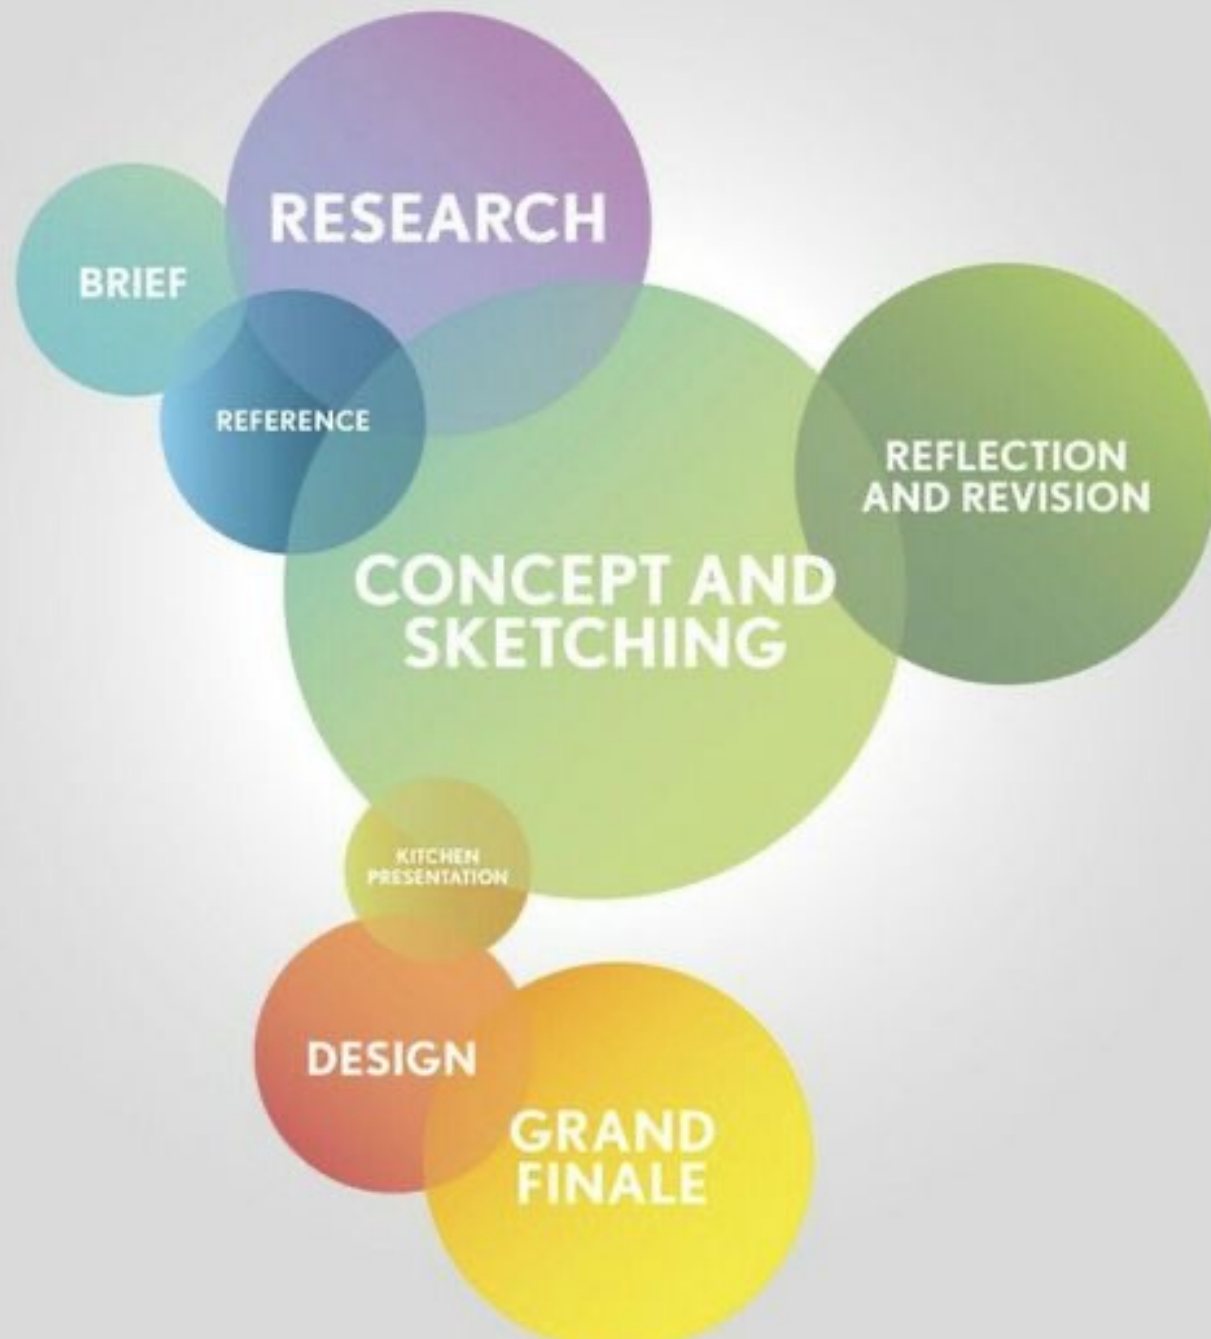 RESEARCH
BRIEF
REFERENCE
REFLECTION
AND REVISION
CONCEPT AND
SKETCHING
KITCHEN
PRESENTATION
DESIGN
GRAND
FINALE